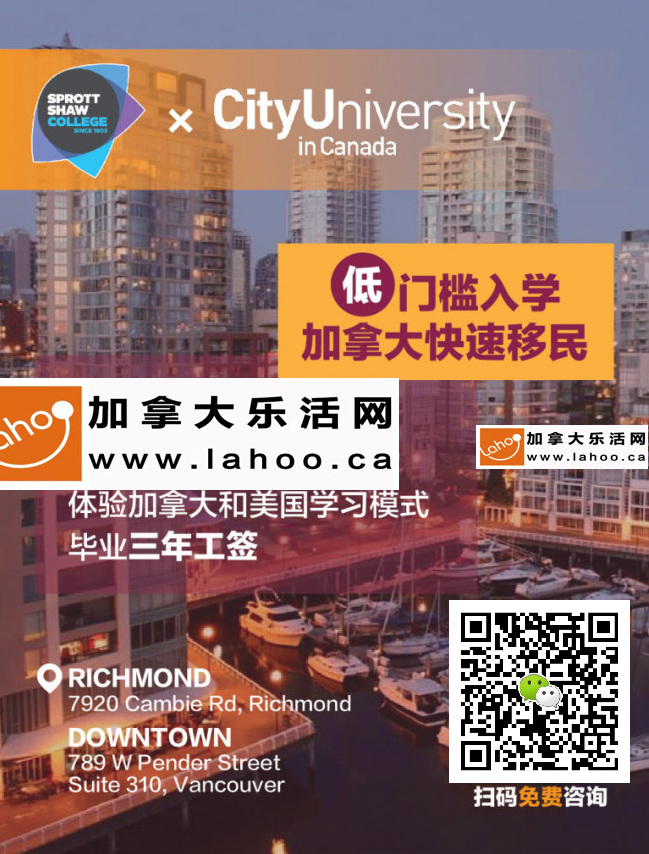 SPROTT
SHAW
COLLEGE
SINCE 1903
×
CityUniversity
in Canada
低门槛入学
加拿大快速移民
Lahoo
加拿大乐活网
www.lahoo.ca
Lahoo
加拿大乐活网
www.lahoo.ca
体验加拿大和美国学习模式
毕业三年工签
RICHMOND
7920 Cambie Rd, Richmond
DOWNTOWN
789 W Pender Street
Suite 310, Vancouver
扫码免费咨询